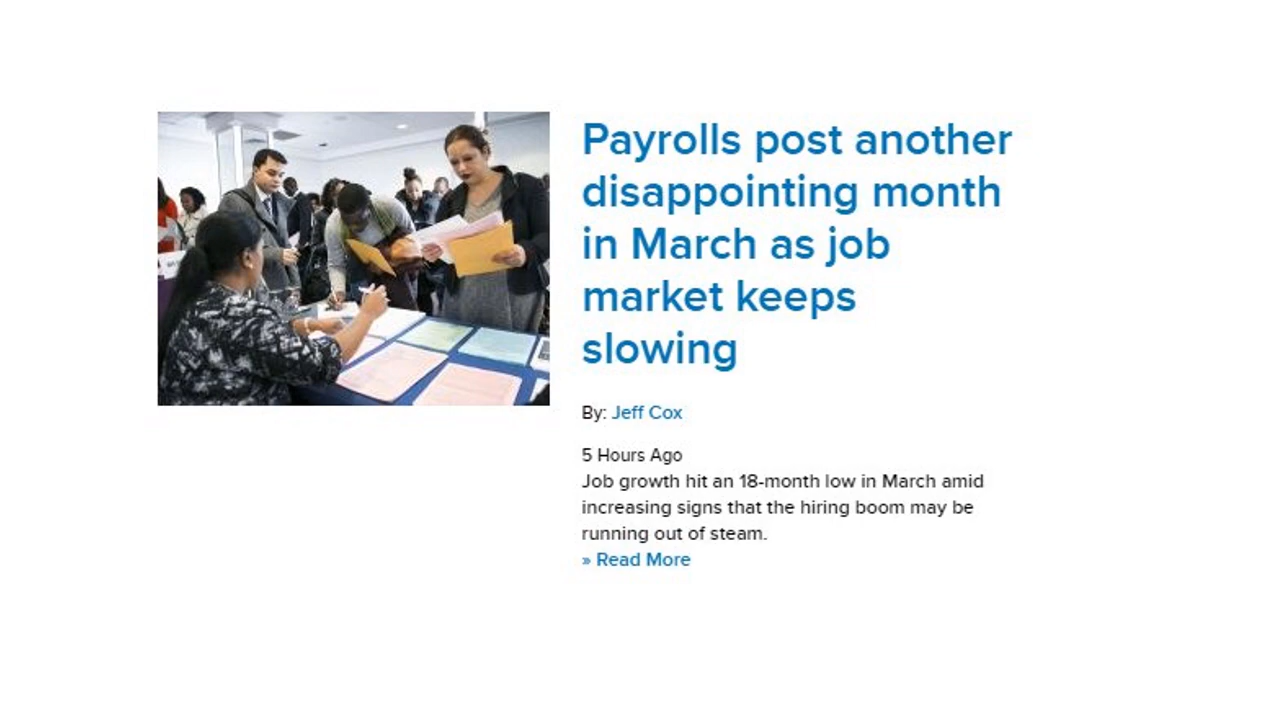 Payrolls post another
disappointing month
in March as job
market keeps
slowing
By: Jeff Cox
5 Hours Ago
Job growth hit an 18-month low in March amid
increasing signs that the hiring boom may be
running out of steam.
» Read More